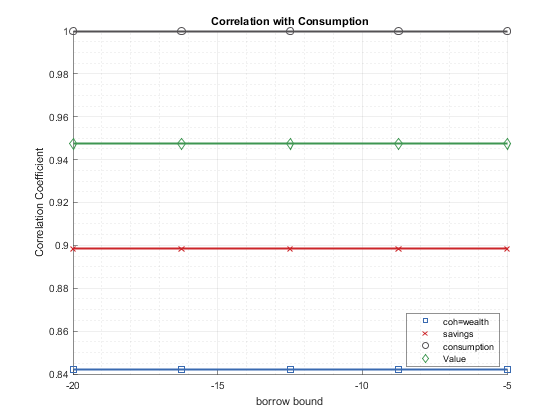 Correlation with Consumption
1
0.98
0.96
0.94
0.92
0.9
0.88
0.86
0.84
Correlation Coefficient
-20
-15
-10
-5
borrow bound
coh=wealth
savings
consumption
Value